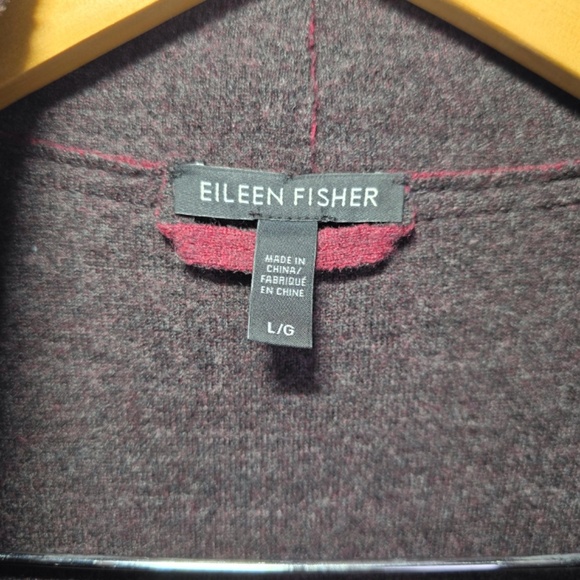 EILEEN FISHER
MADE IN
CHINA/
FABRIQUÉ
EN CHINE
L/G